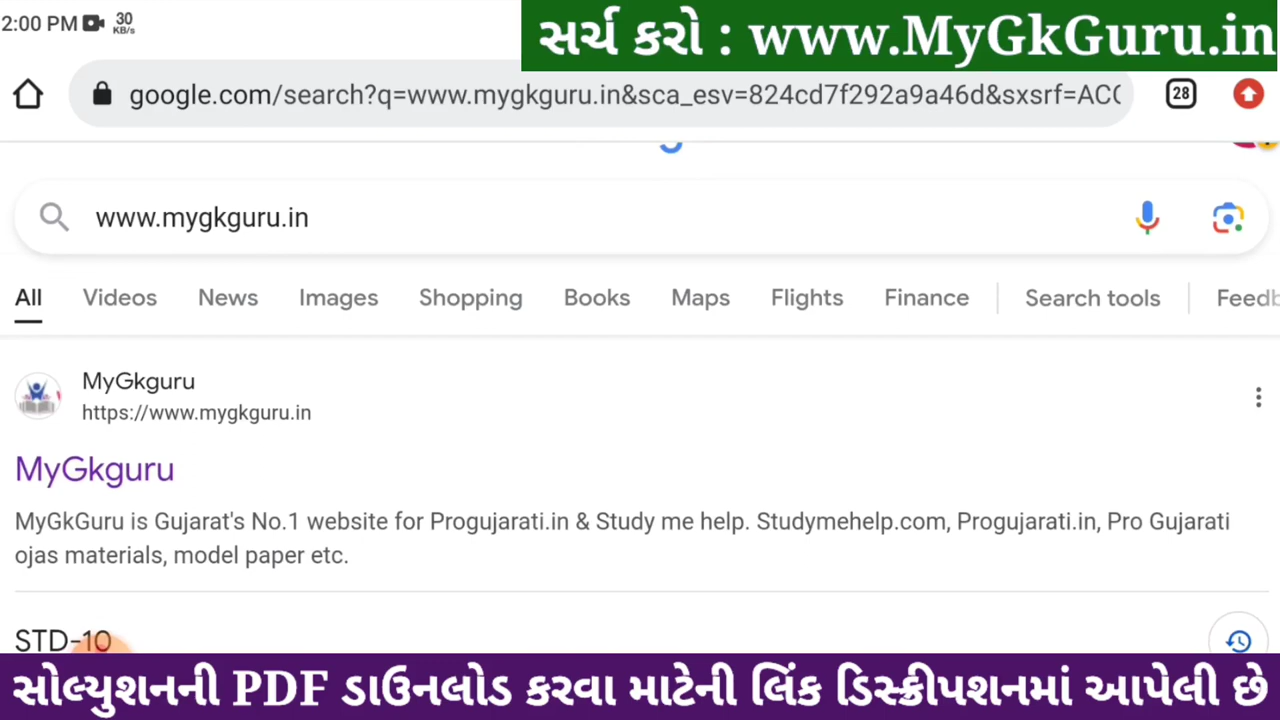 2:00 PM 30 KB/s
સર્ચ કરો : www.MyGkGuru.in
google.com/search?q=www.mygkguru.in&sca_esv=824cd7f292a9a46d&sxsrf=ACC
28
www.mygkguru.in
All Videos News Images Shopping Books Maps Flights Finance Search tools Feedb
MyGkguru
https://www.mygkguru.in
MyGkguru
MyGkGuru is Gujarat's No.1 website for Progujarati.in & Study me help. Studymehelp.com, Progujarati.in, Pro Gujarati
ojas materials, model paper etc.
STD-10
સોલ્યુશનની PDF ડાઉનલોડ કરવા માટેની લિંક ડિસ્ક્રીપશનમાં આપેલી છે